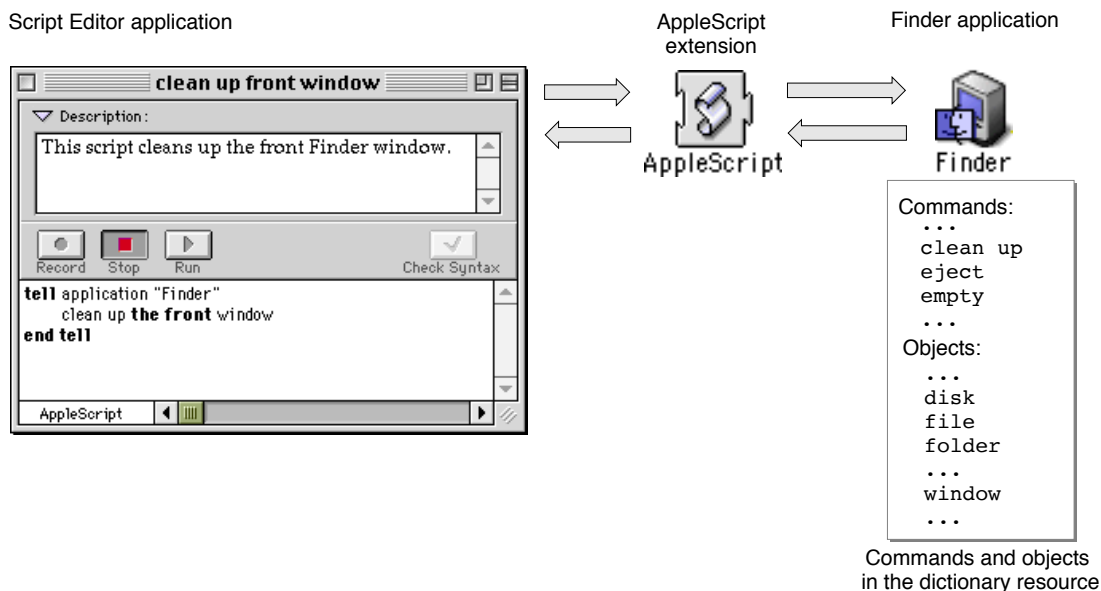 Script Editor application
AppleScript
extension
Finder application
clean up front window
Description:
This script cleans up the front Finder window.
Record
Stop
Run
Check Syntax
tell application "Finder"
clean up the front window
end tell
AppleScript
AppleScript
Finder
Commands:
...
clean up
eject
empty
...
Objects:
...
disk
file
folder
...
window
...
Commands and objects
in the dictionary resource